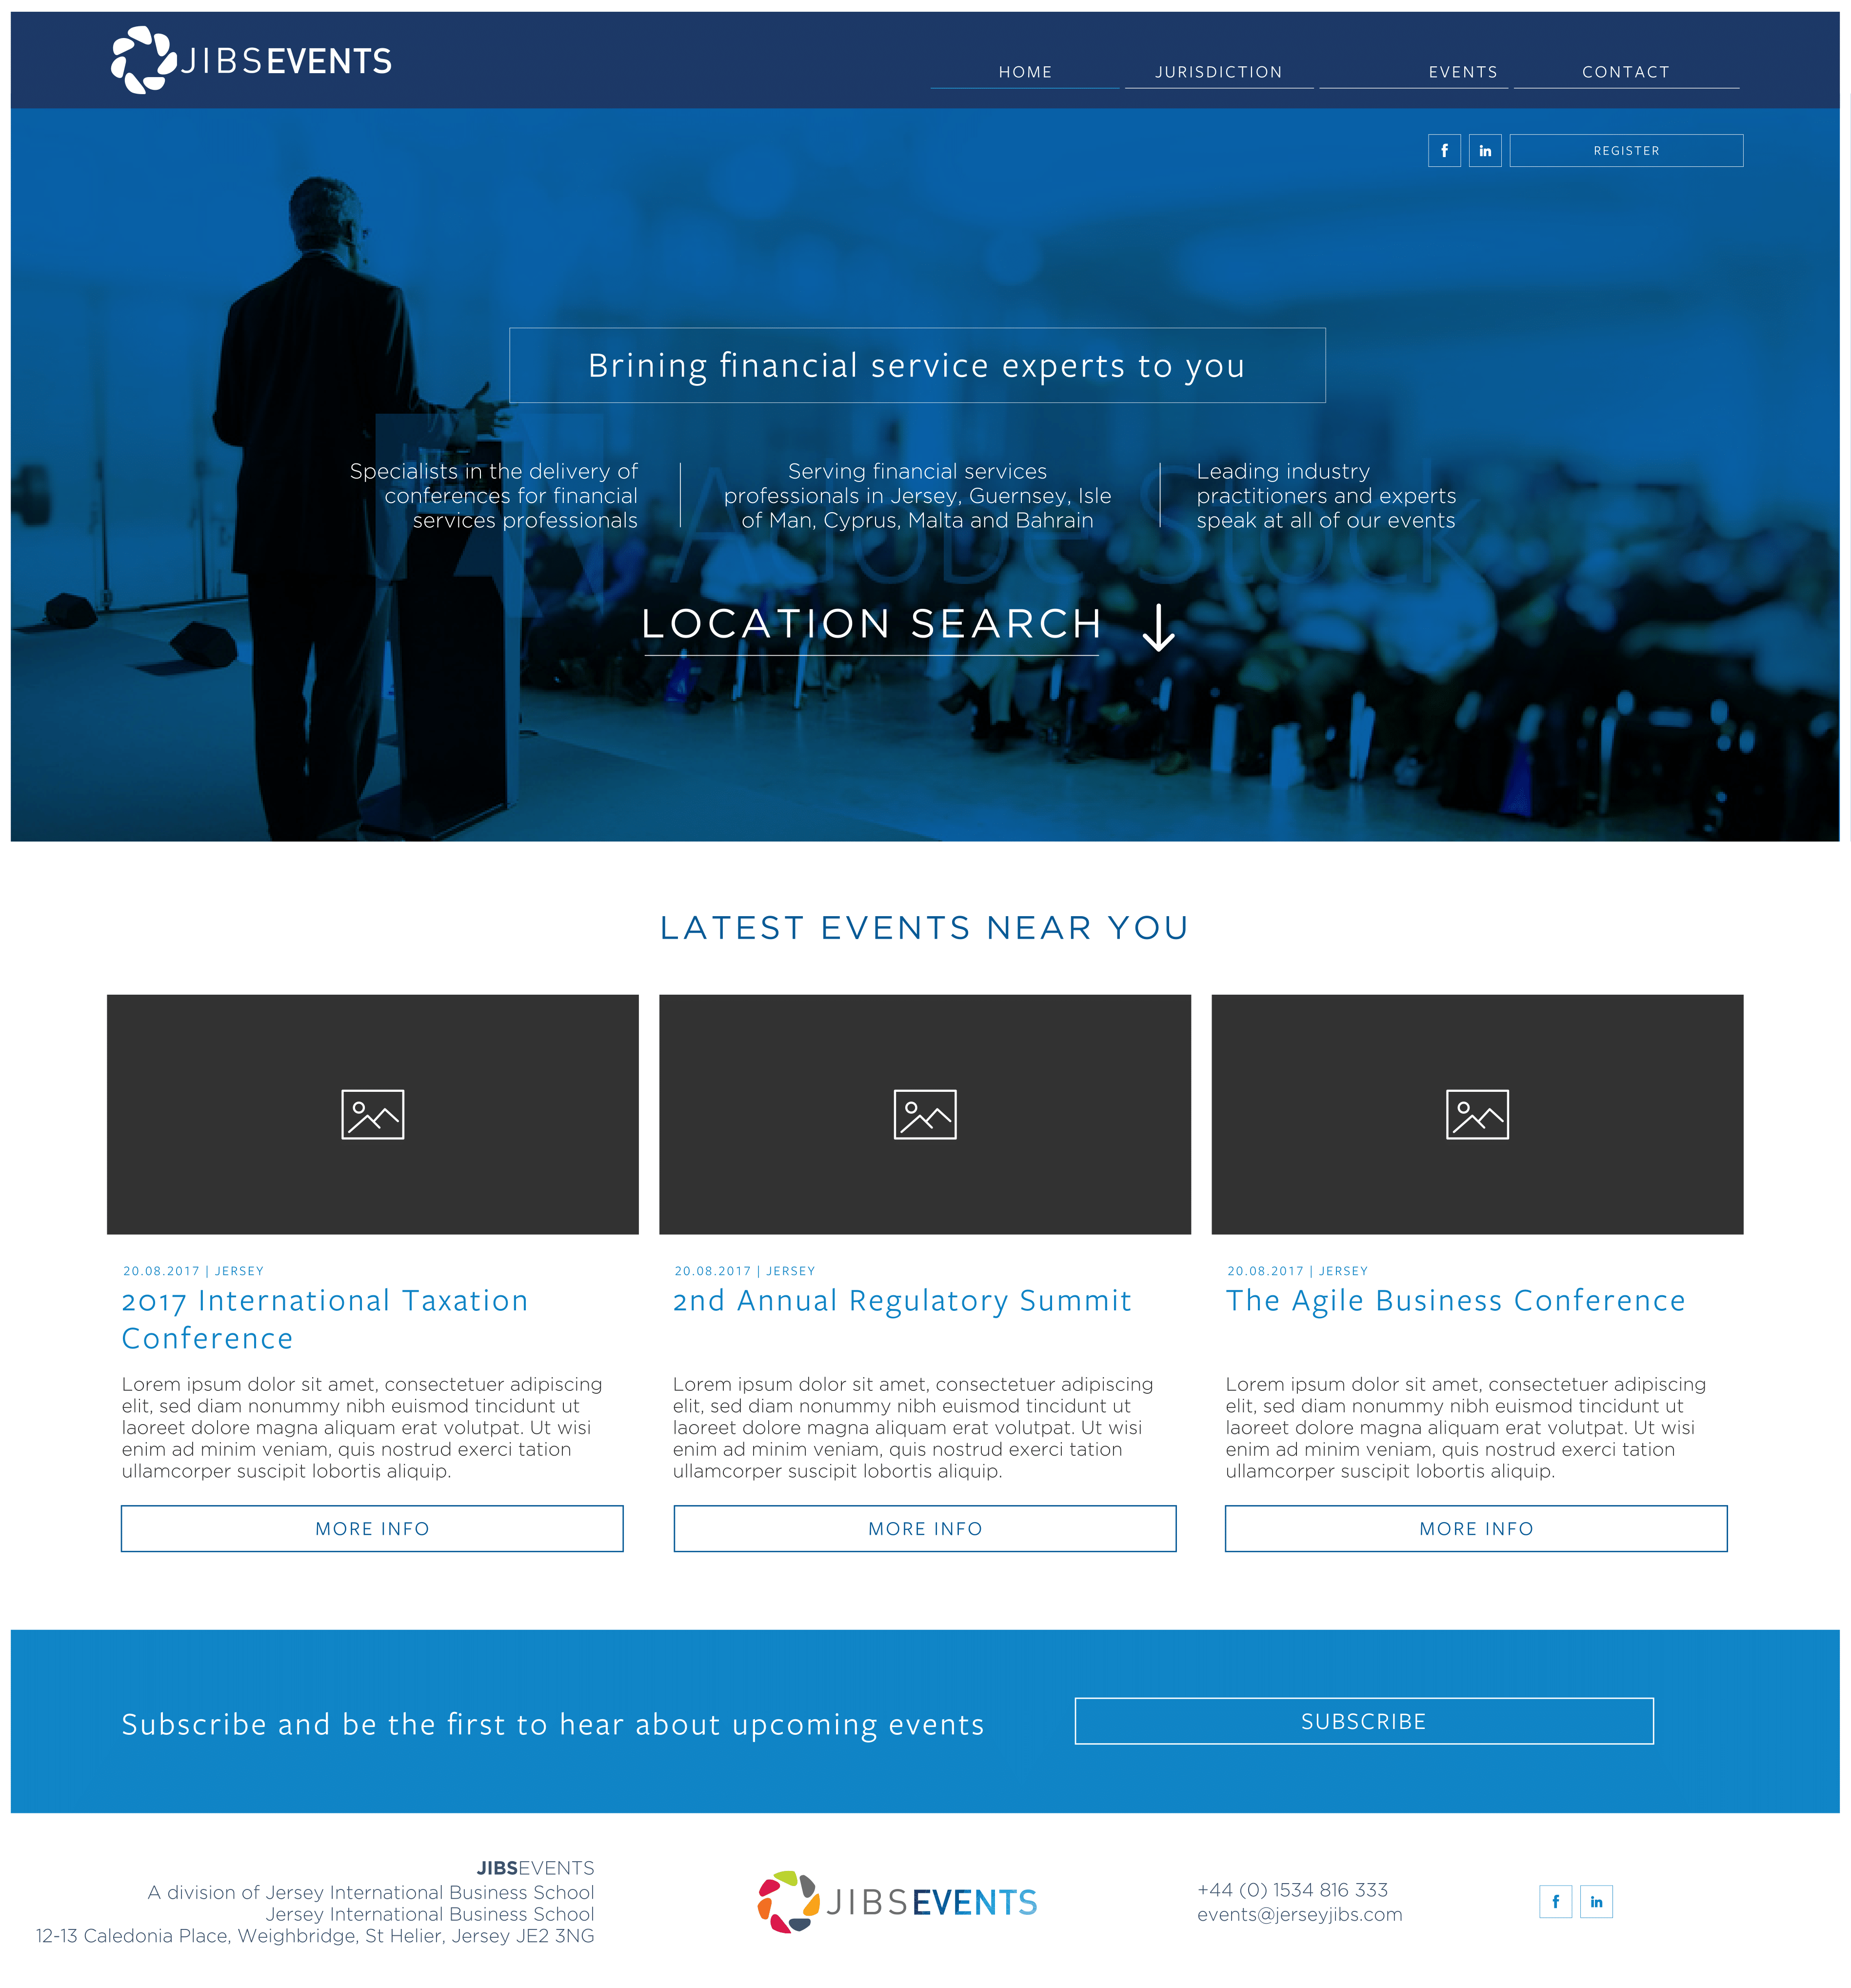 JIBSEVENTS
HOME
JURISDICTION
EVENTS
CONTACT
f
in
REGISTER
Brining financial service experts to you
Specialists in the delivery of
conferences for financial
services professionals
Serving financial services
professionals in Jersey, Guernsey, Isle
of Man, Cyprus, Malta and Bahrain
Leading industry
practitioners and experts
speak at all of our events
Adobe Stock
LOCATION SEARCH
LATEST EVENTS NEAR YOU
20.08.2017 | JERSEY
2017 International Taxation
Conference
Lorem ipsum dolor sit amet, consectetuer adipiscing
elit, sed diam nonummy nibh euismod tincidunt ut
laoreet dolore magna aliquam erat volutpat. Ut wisi
enim ad minim veniam, quis nostrud exerci tation
ullamcorper suscipit lobortis aliquip.
MORE INFO
20.08.2017 | JERSEY
2nd Annual Regulatory Summit
Lorem ipsum dolor sit amet, consectetuer adipiscing
elit, sed diam nonummy nibh euismod tincidunt ut
laoreet dolore magna aliquam erat volutpat. Ut wisi
enim ad minim veniam, quis nostrud exerci tation
ullamcorper suscipit lobortis aliquip.
MORE INFO
20.08.2017 | JERSEY
The Agile Business Conference
Lorem ipsum dolor sit amet, consectetuer adipiscing
elit, sed diam nonummy nibh euismod tincidunt ut
laoreet dolore magna aliquam erat volutpat. Ut wisi
enim ad minim veniam, quis nostrud exerci tation
ullamcorper suscipit lobortis aliquip.
MORE INFO
Subscribe and be the first to hear about upcoming events
SUBSCRIBE
JIBSEVENTS
A division of Jersey International Business School
Jersey International Business School
12-13 Caledonia Place, Weighbridge, St Helier, Jersey JE2 3NG
JIBSEVENTS
+44 (0) 1534 816 333
events@jerseyjibs.com
f
in